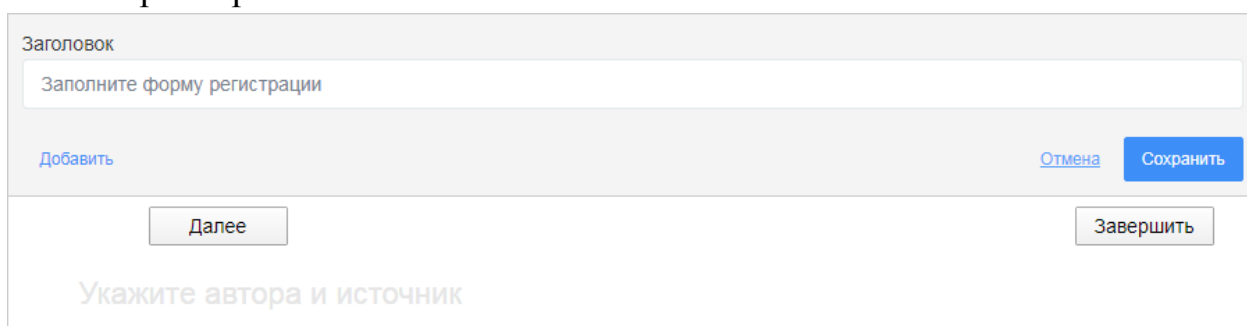 Заголовок
Заполните форму регистрации
Добавить Отмена Сохранить
Далее Завершить
Укажите автора и источник